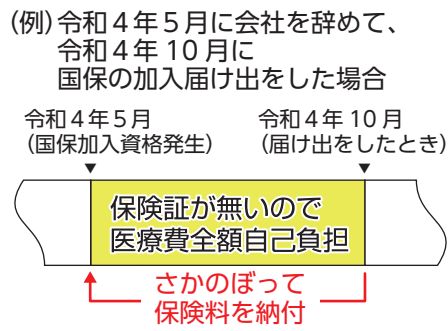 (例)令和4年5月に会社を辞めて、
令和4年10月に
国保の加入届け出をした場合
令和4年5月
(国保加入資格発生)
令和4年10月
(届け出をしたとき)
保険証が無いので
医療費全額自己負担
さかのぼって
保険料を納付